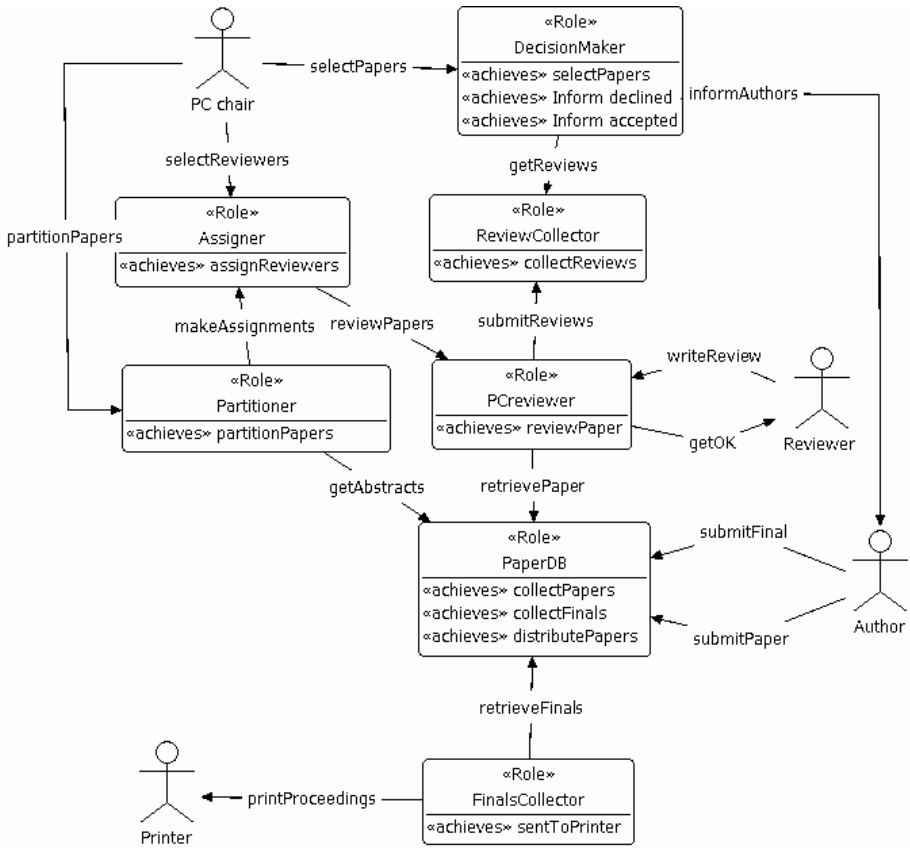 «Role»
DecisionMaker
«achieves» selectPapers
«achieves» Inform declined
«achieves» Inform accepted
selectPapers
informAuthors
PC chair
selectReviewers
getReviews
«Role»
Assigner
«achieves» assignReviewers
«Role»
ReviewCollector
«achieves» collectReviews
partitionPapers
makeAssignments
reviewPapers
submitReviews
writeReview
«Role»
Partitioner
«achieves» partitionPapers
«Role»
PCreviewer
«achieves» reviewPaper
getOK
Reviewer
getAbstracts
retrievePaper
«Role»
PaperDB
«achieves» collectPapers
«achieves» collectFinals
«achieves» distributePapers
submitFinal
submitPaper
Author
retrieveFinals
«Role»
FinalsCollector
«achieves» sentToPrinter
printProceedings
Printer